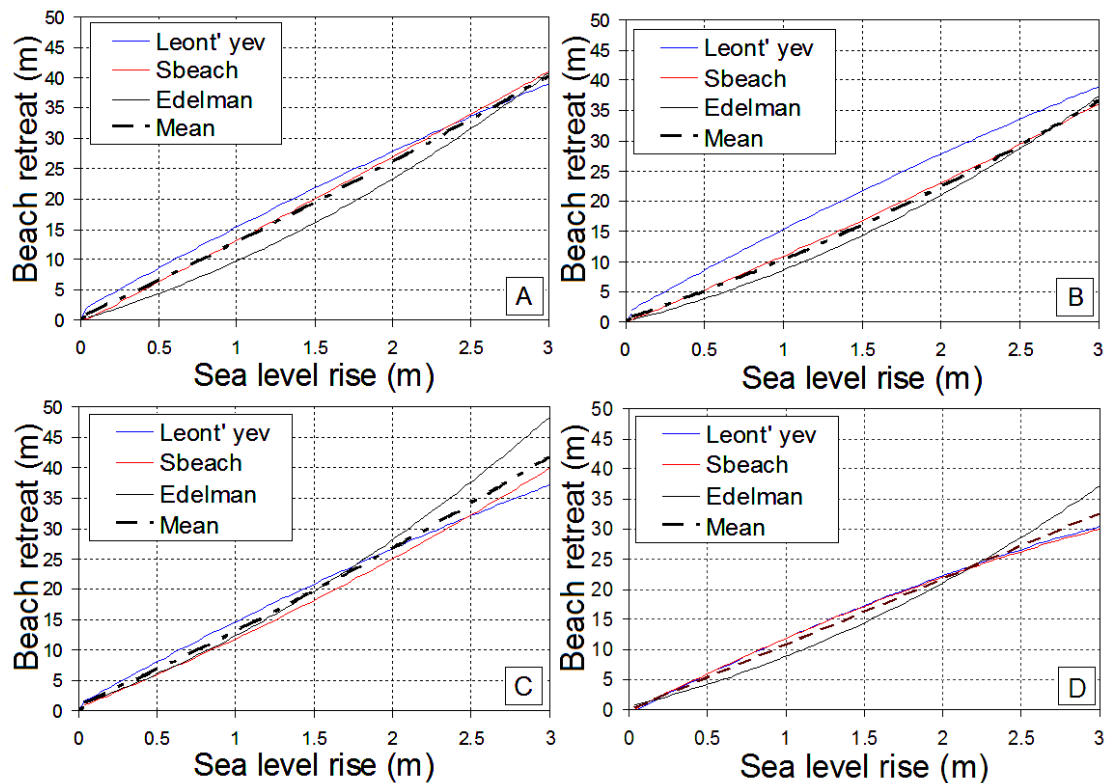 Beach retreat (m)
50
45
40
35
30
25
20
15
10
5
0
Leont' yev
Sbeach
Edelman
Mean
A
0 0.5 1 1.5 2 2.5 3
Sea level rise (m)
Beach retreat (m)
50
45
40
35
30
25
20
15
10
5
0
Leont' yev
Sbeach
Edelman
Mean
B
0 0.5 1 1.5 2 2.5 3
Sea level rise (m)
Beach retreat (m)
50
45
40
35
30
25
20
15
10
5
0
Leont' yev
Sbeach
Edelman
Mean
C
0 0.5 1 1.5 2 2.5 3
Sea level rise (m)
Beach retreat (m)
50
45
40
35
30
25
20
15
10
5
0
Leont' yev
Sbeach
Edelman
Mean
D
0 0.5 1 1.5 2 2.5 3
Sea level rise (m)